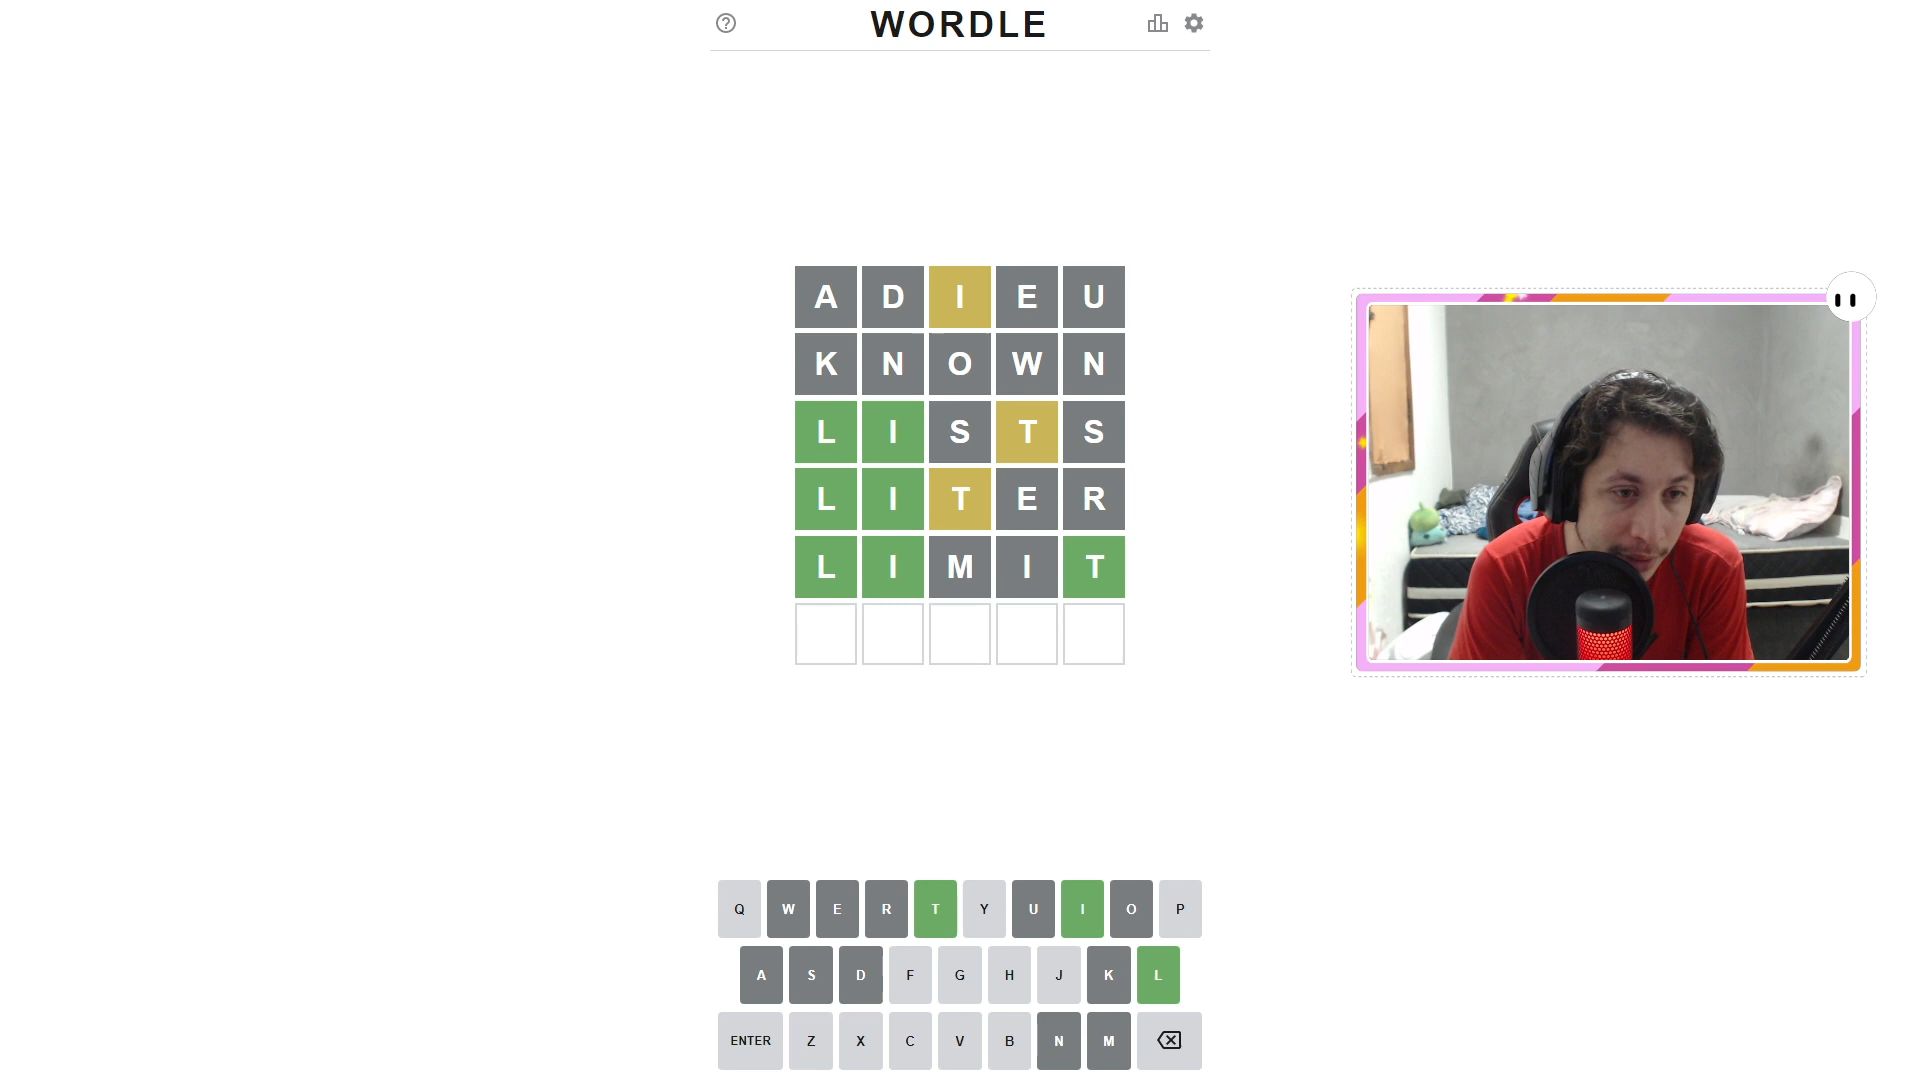 WORDLE
A D I E U
K N O W N
L I S T S
L I T E R
L I M I T
Q W E R T Y U I O P
A S D F G H J K L
ENTER Z X C V B N M